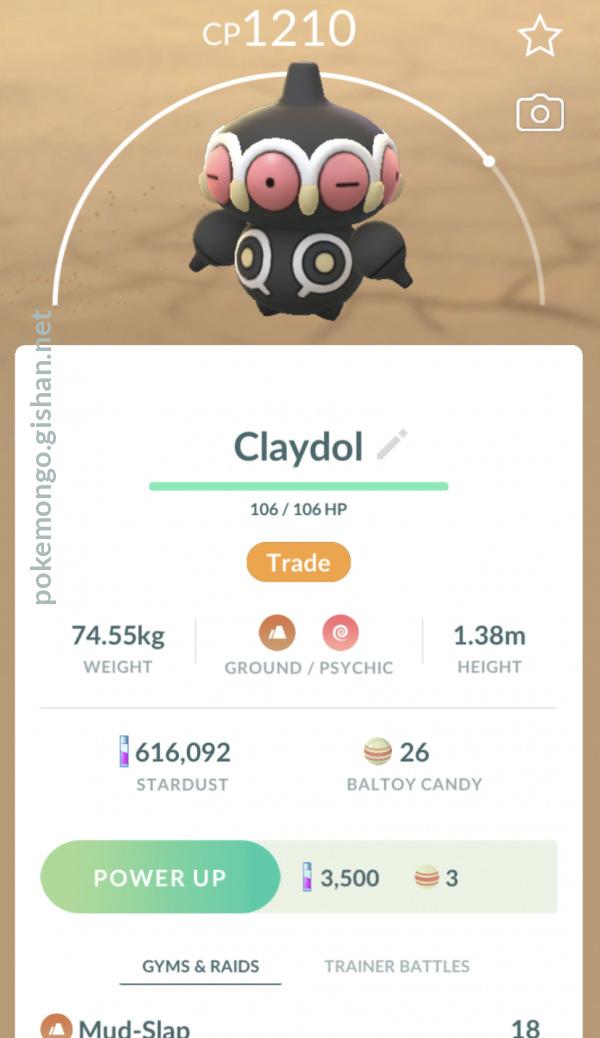 CP1210
pokemongo.gishan.net
Claydol
106 / 106 HP
Trade
74.55kg
WEIGHT
GROUND / PSYCHIC
1.38m
HEIGHT
616,092
STARDUST
26
BALTOY CANDY
POWER UP
3,500
3
GYMS & RAIDS
TRAINER BATTLES
Mud-Slap
18